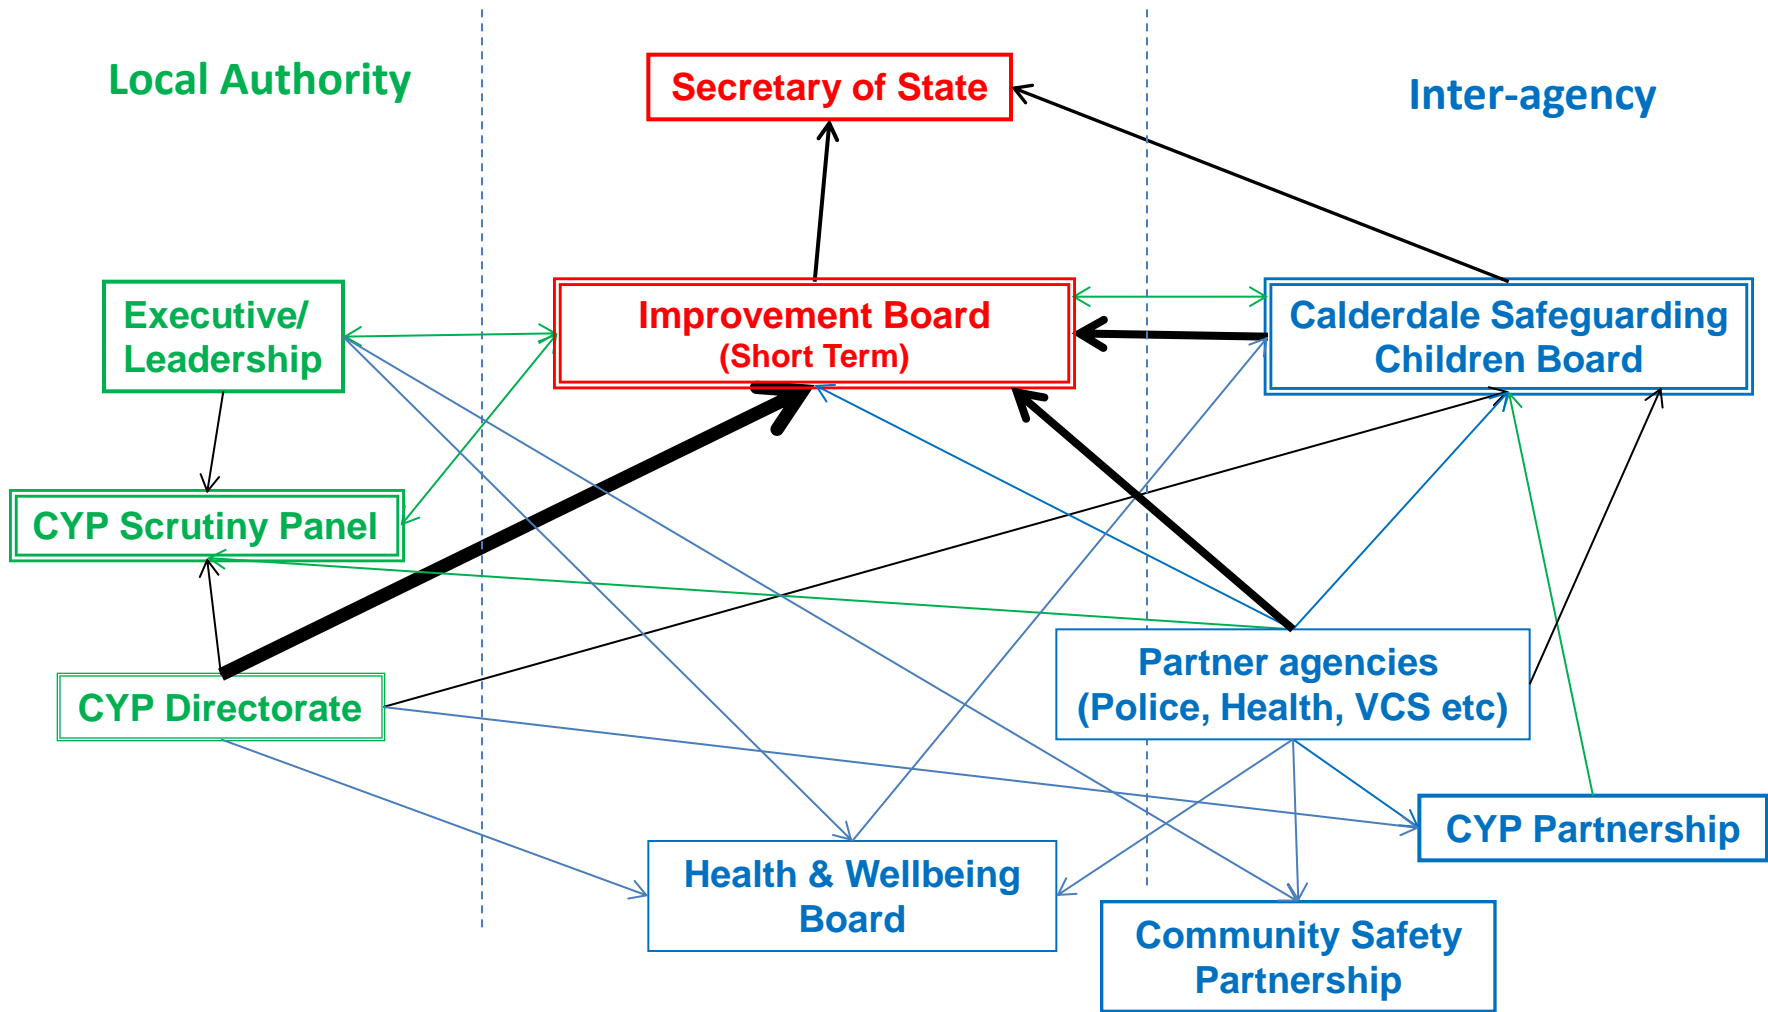 Local Authority
Secretary of State
Inter-agency
Executive/
Leadership
Improvement Board
(Short Term)
Calderdale Safeguarding
Children Board
CYP Scrutiny Panel
CYP Directorate
Partner agencies
(Police, Health, VCS etc)
CYP Partnership
Health & Wellbeing
Board
Community Safety
Partnership